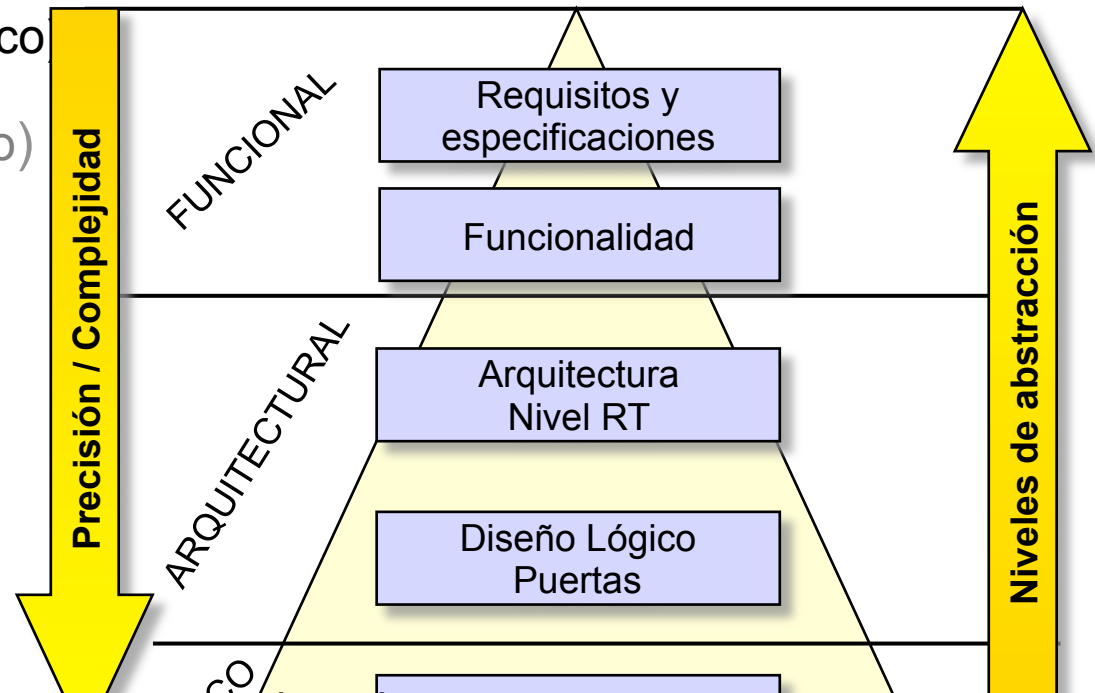 Precisión / Complejidad
FUNCIONAL
Requisitos y
especificaciones
Funcionalidad
Niveles de abstracción
ARQUITECTURAL
Arquitectura
Nivel RT
Diseño Lógico
Puertas